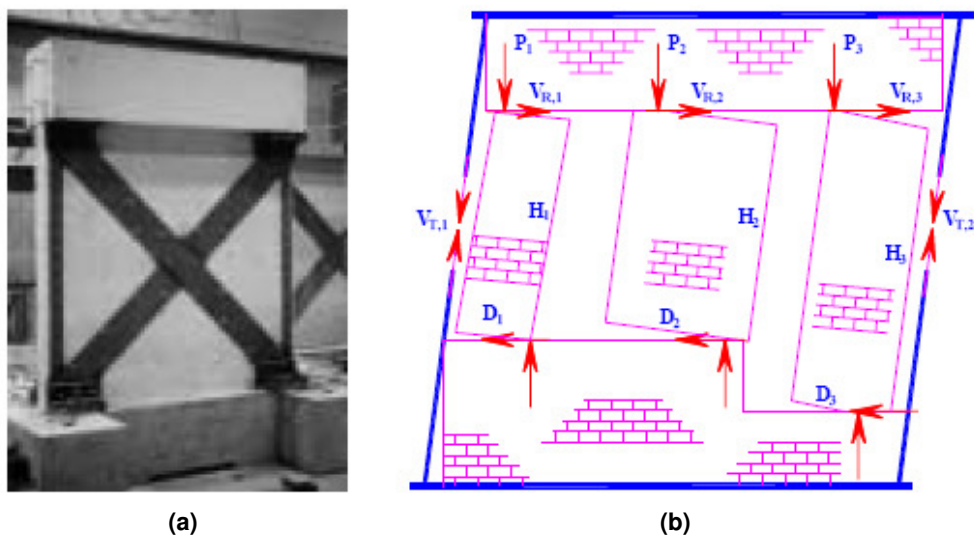 P1 P2 P3
VR,1 VR,2 VR,3
VT,1 H1 H2 VT,2
H3
D1 D2
D3
(a) (b)